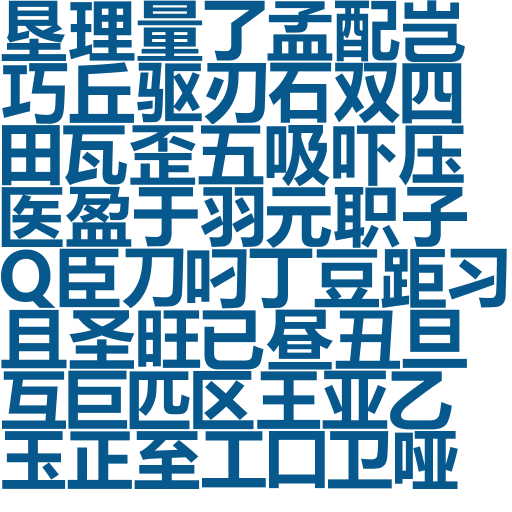 垦理量了孟配岂
巧丘驱刃石双四
田瓦歪五吸吓压
医盈于羽元职子
Q臣刀叼丁豆距习
且圣旺已昼丑旦
互巨匹区王亚乙
玉正至工口卫哑